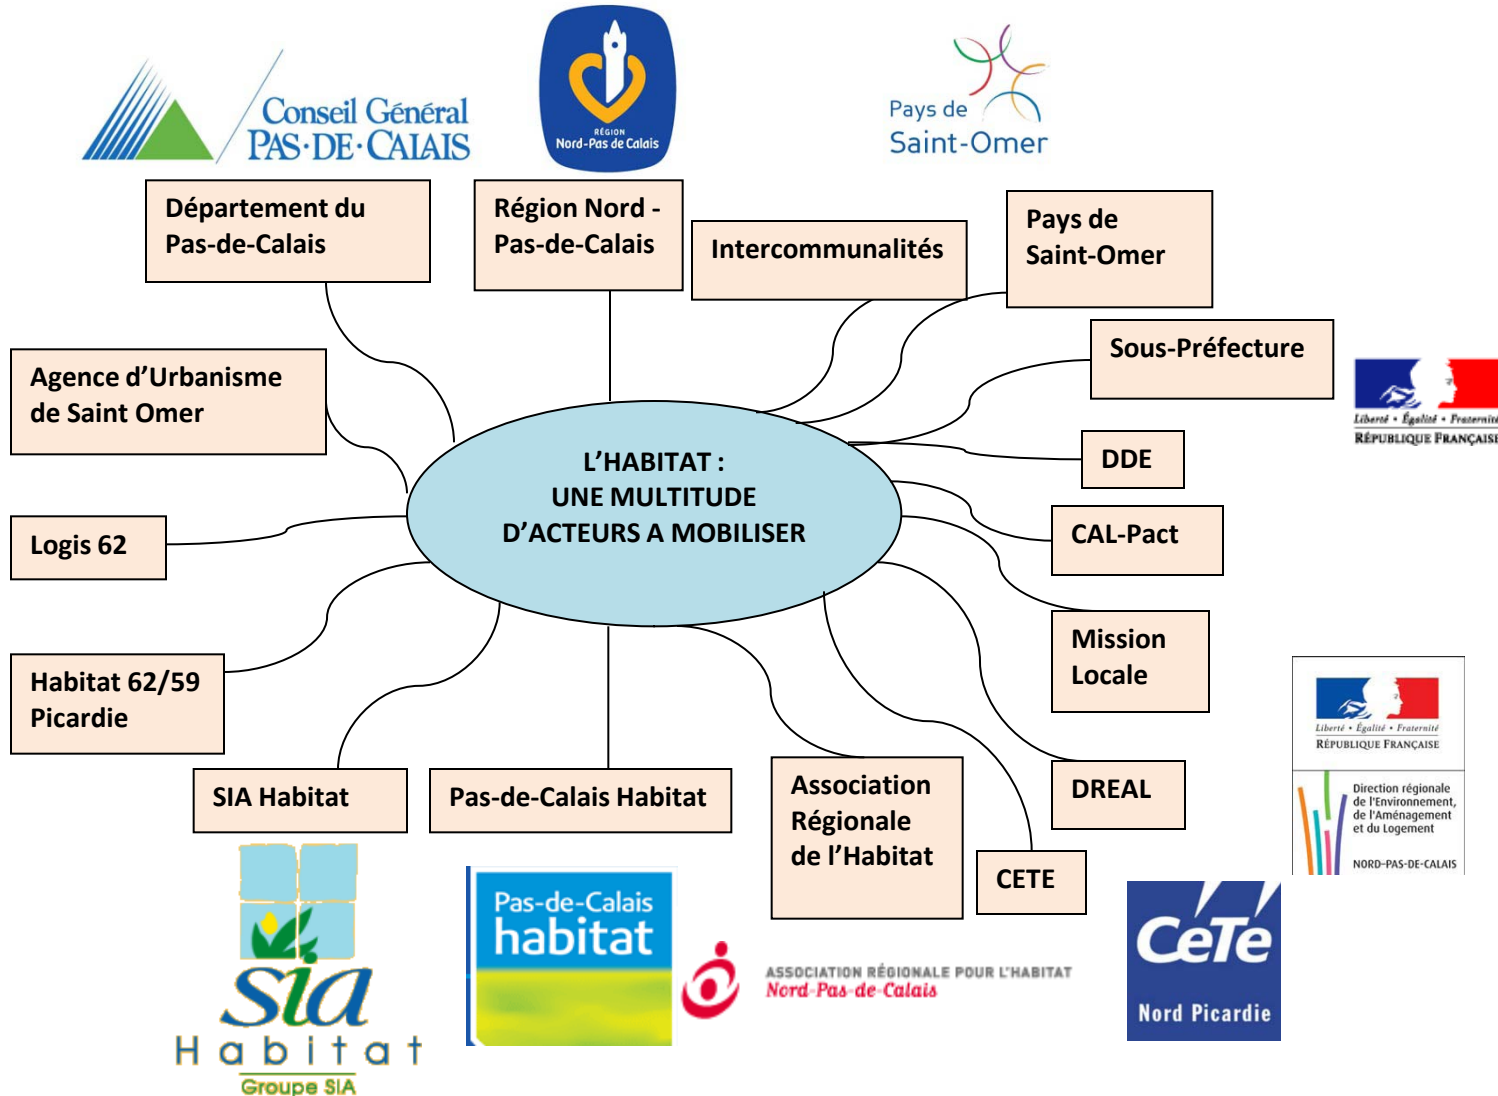 Conseil Général
PAS·DE·CALAIS
RÉGION
Nord-Pas de Calais
Pays de
Saint-Omer
Département du
Pas-de-Calais
Région Nord -
Pas-de-Calais
Intercommunalités
Pays de
Saint-Omer
Sous-Préfecture
Liberté • Égalité • Fraternité
RÉPUBLIQUE FRANÇAISE
Agence d’Urbanisme
de Saint Omer
L’HABITAT :
UNE MULTITUDE
D’ACTEURS A MOBILISER
DDE
CAL-Pact
Logis 62
Mission
Locale
Habitat 62/59
Picardie
Liberté • Égalité • Fraternité
RÉPUBLIQUE FRANÇAISE
Direction régionale
de l'Environnement,
de l'Aménagement
et du Logement
NORD-PAS-DE-CALAIS
SIA Habitat
Pas-de-Calais Habitat
Association
Régionale
de l’Habitat
DREAL
CETE
sia
Habitat
Groupe SIA
Pas-de-Calais
habitat
ASSOCIATION RÉGIONALE POUR L'HABITAT
Nord-Pas-de-Calais
CéTé
Nord Picardie